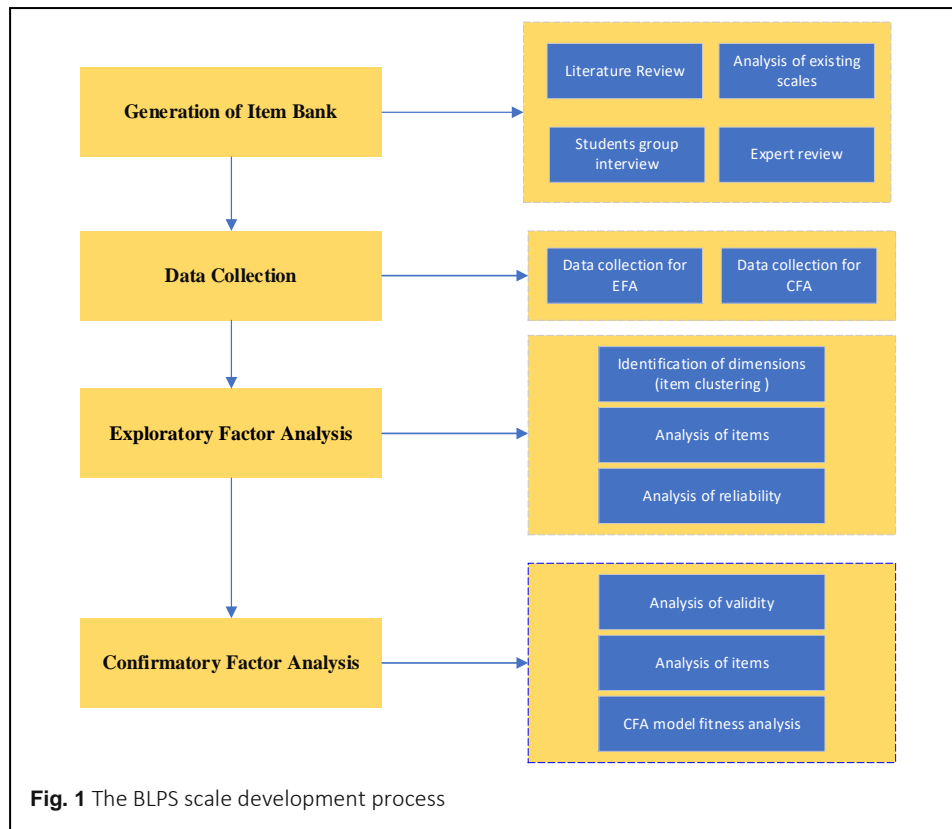 Generation of Item Bank
Literature Review
Analysis of existing
scales
Students group
interview
Expert review
Data Collection
Data collection for
EFA
Data collection for
CFA
Exploratory Factor Analysis
Identification of dimensions
(item clustering )
Analysis of items
Analysis of reliability
Confirmatory Factor Analysis
Analysis of validity
Analysis of items
CFA model fitness analysis
Fig. 1 The BLPS scale development process